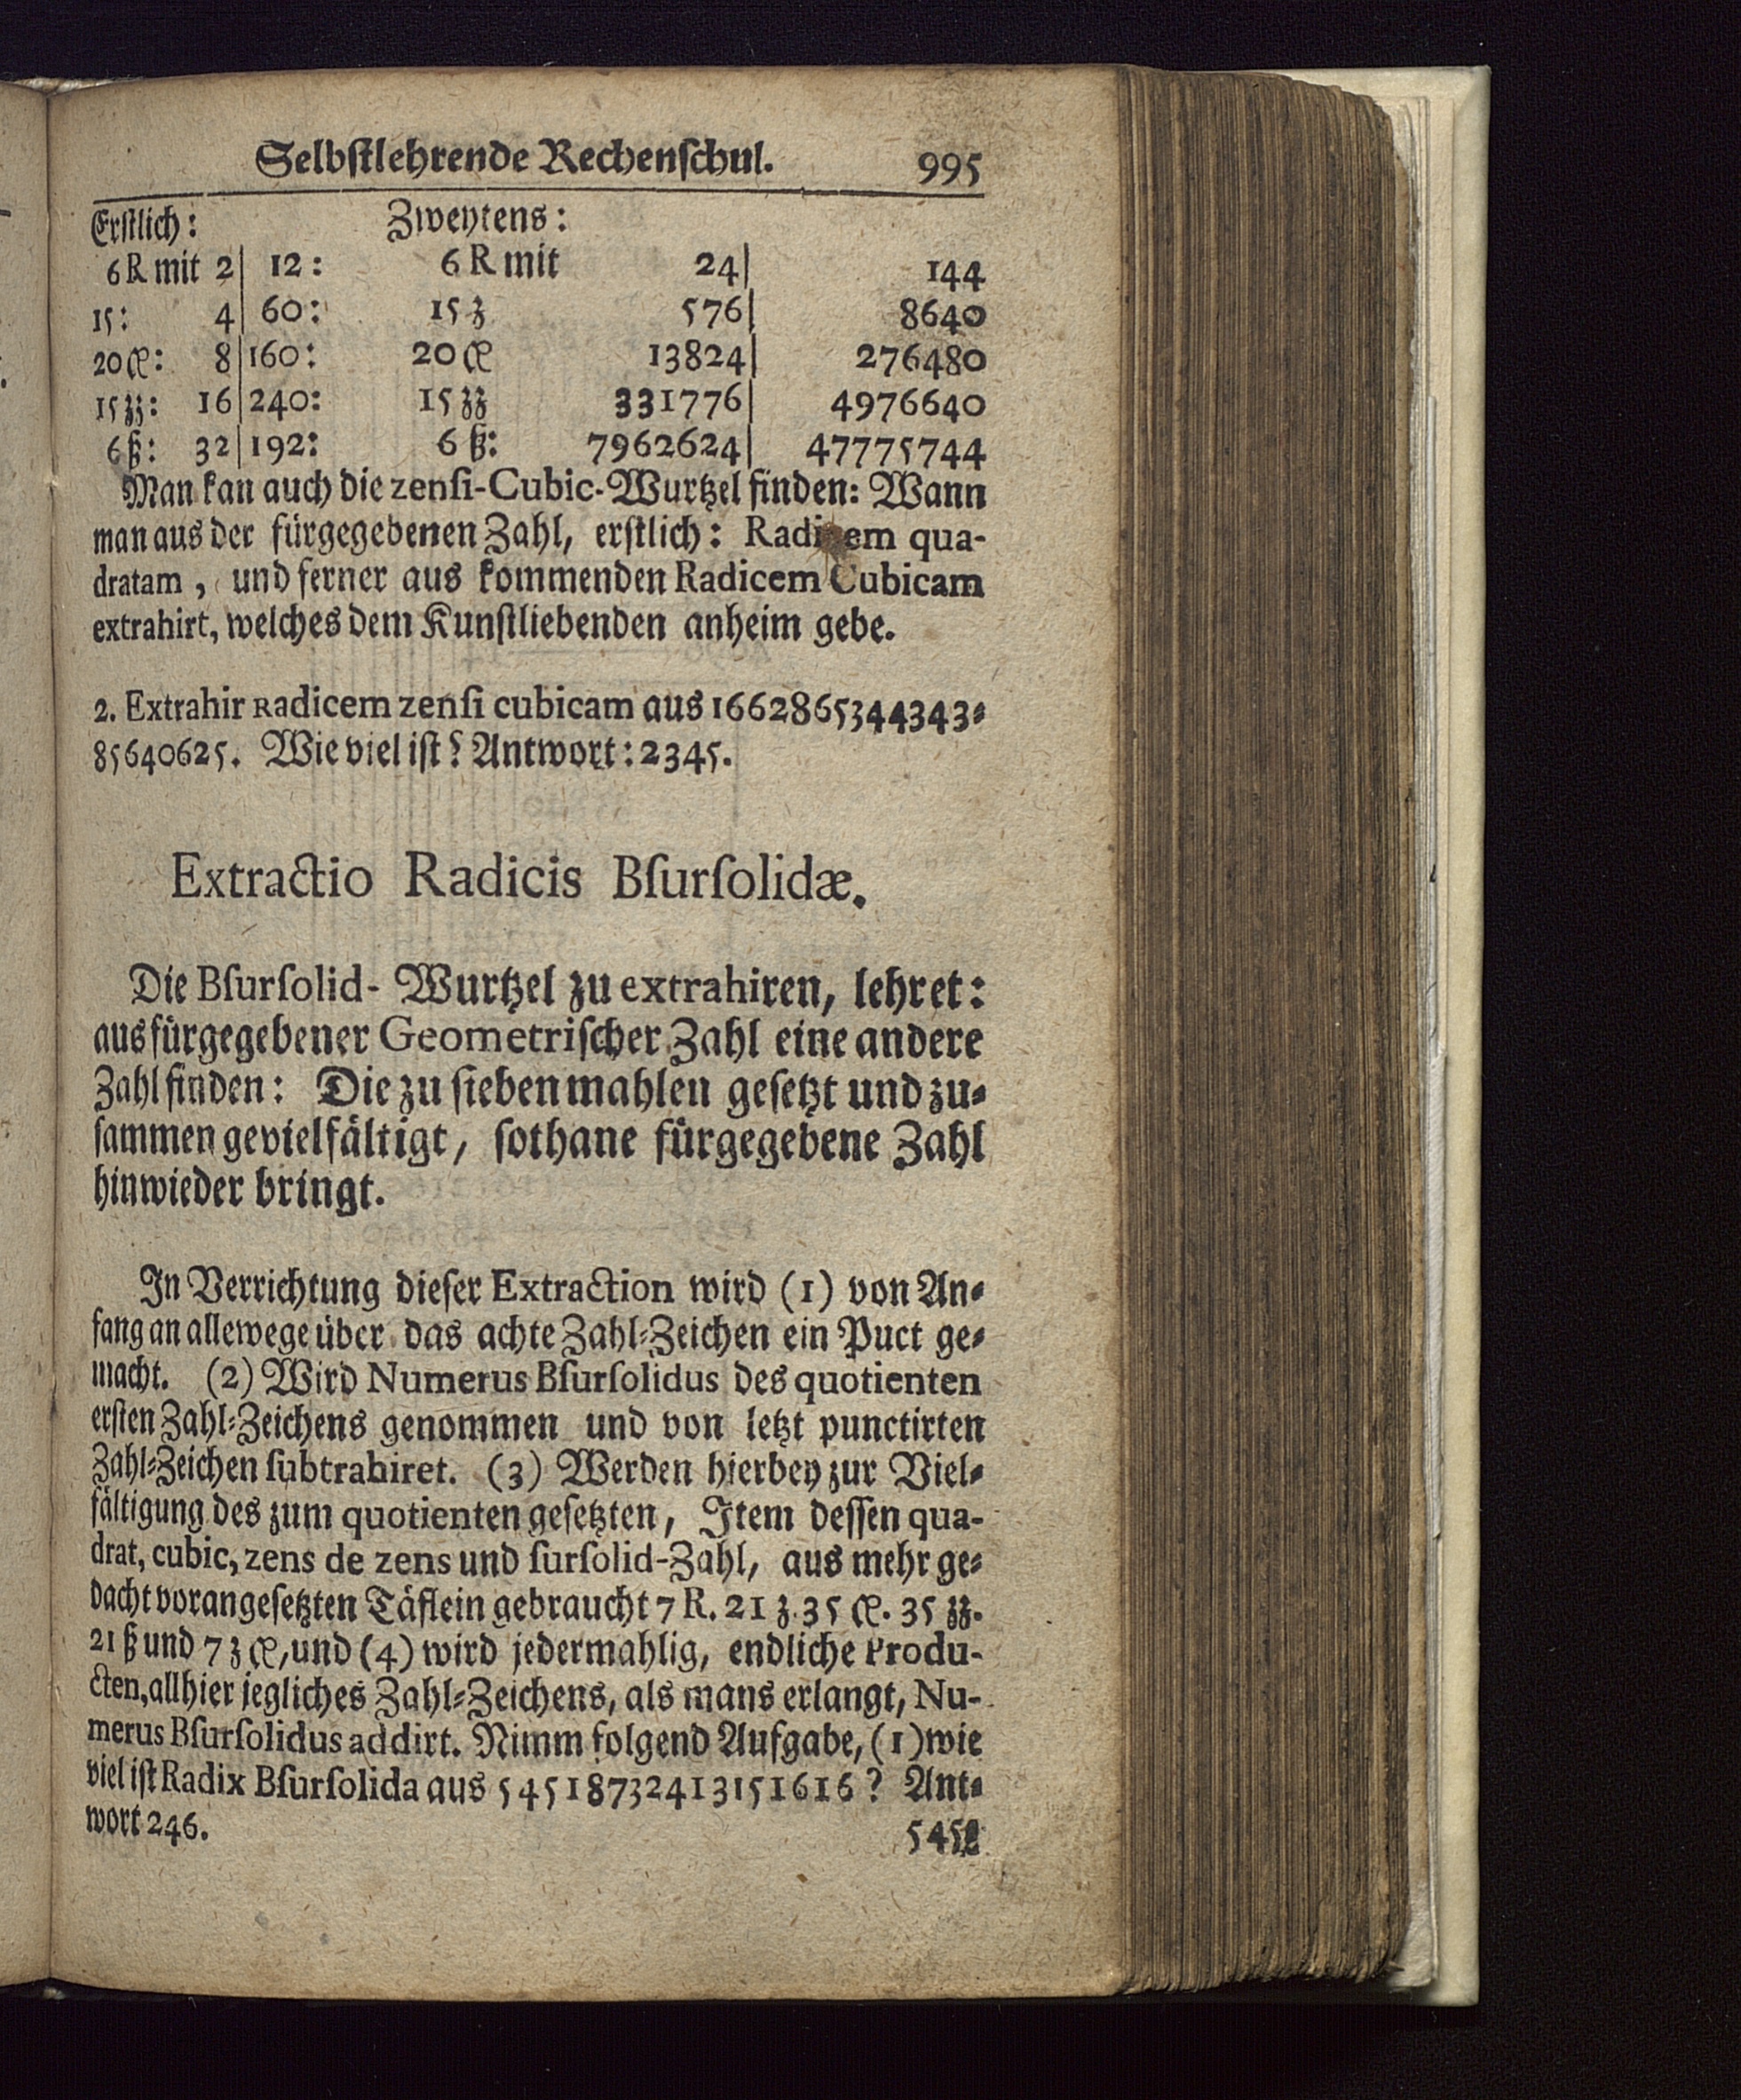 Selbstlehrende Rechenschul. 995
Erstlich: Zweytens:
6 R mit 2| 12: 6 R mit 24| 144
15: 4| 60: 15 ʒ 576| 8640
20 ꝶ: 8|160: 20 ꝶ 13824| 276480
15 ʒʒ: 16|240: 15 ʒʒ 331776| 4976640
6 ß: 32|192: 6 ß: 7962624| 47775744
Man kan auch die zenſi-Cubic-Wurtzel finden: Wann
man aus der fürgegebenen Zahl, erſtlich: Radicem qua-
dratam, und ferner aus kommenden Radicem Cubicam
extrahirt, welches dem Kunſtliebenden anheim gebe.
2. Extrahir Radicem zenſi cubicam aus 1662865344343⸗
85640625. Wie viel iſt? Antwort: 2345.
Extractio Radicis Bſurſolidæ.
Die Bſurſolid- Wurtzel zu extrahiren, lehret:
aus fürgegebener Geometriſcher Zahl eine andere
Zahl finden: Die zu ſieben mahlen geſetzt und zu⸗
ſammen gevielfältigt, ſothane fürgegebene Zahl
hinwieder bringt.
In Verrichtung dieſer Extraction wird (1) von An⸗
fang an allewege über das achte Zahl⸗Zeichen ein Puct ge⸗
macht. (2) Wird Numerus Bſurſolidus des quotienten
erſten Zahl⸗Zeichens genommen und von letzt punctirten
Zahl⸗Zeichen ſubtrahiret. (3) Werden hierbey zur Viel⸗
fältigung des zum quotienten geſetzten, Item deſſen qua-
drat, cubic, zens de zens und ſurſolid-Zahl, aus mehr ge⸗
dacht vorangeſetzten Täflein gebraucht 7 R. 21 ʒ. 35 ꝶ. 35 ʒʒ.
21 ß und 7 ʒ ꝶ, und (4) wird jedermahlig, endliche Produ-
cten, allhier jegliches Zahl⸗Zeichens, als mans erlangt, Nu-
merus Bſurſolidus addirt. Nimm folgend Aufgabe, (1) wie
viel iſt Radix Bſurſolida aus 54518732413151616? Ant⸗
wort 246.
545